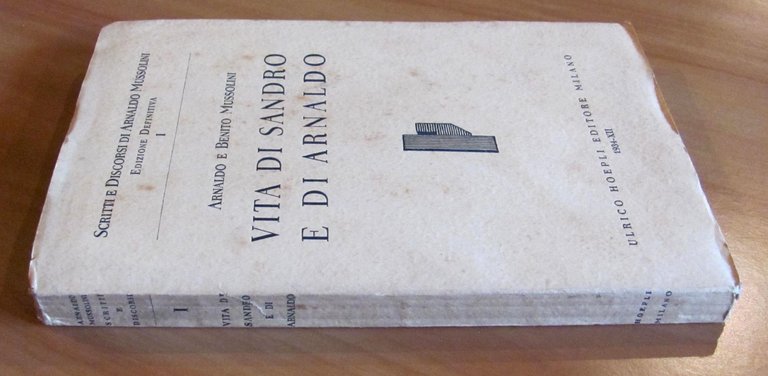 SCRITTI E DISCORSI DI ARNALDO MUSSOLINI
EDIZIONE DEFINITIVA
I
ARNALDO E BENITO MUSSOLINI
VITA DI SANDRO
E DI ARNALDO
ULRICO HOEPLI EDITORE MILANO
1934-XII
ARNALDO
MUSSOLINI
SCRITTI
E
DISCORSI
I
VITA DI
SANDRO
E DI
ARNALDO
HOEPLI
MILANO